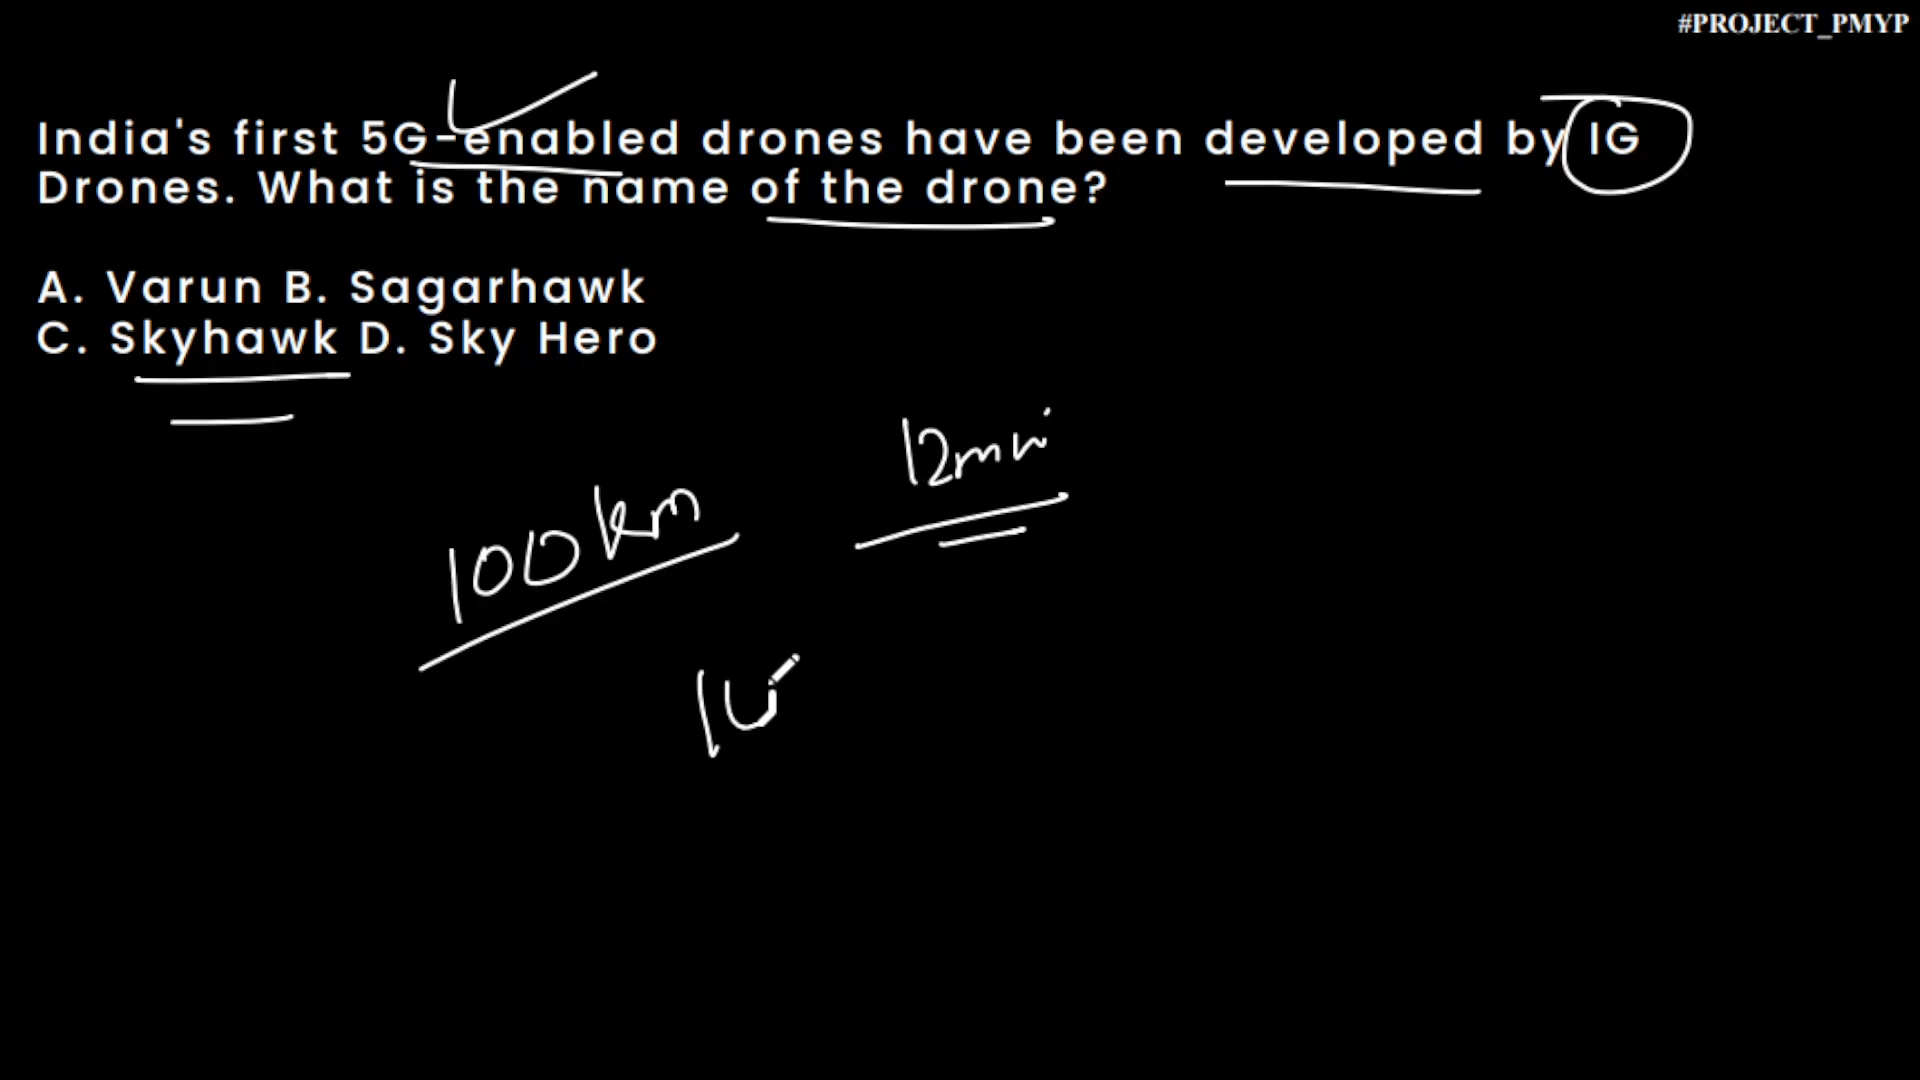 #PROJECT_PMYP
India's first 5G-enabled drones have been developed by IG
Drones. What is the name of the drone?
A. Varun B. Sagarhawk
C. Skyhawk D. Sky Hero
100km